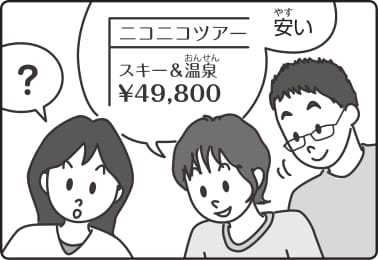 ?
ニコニコツアー
スキー&温泉
おんせん
¥49,800
安い
やす